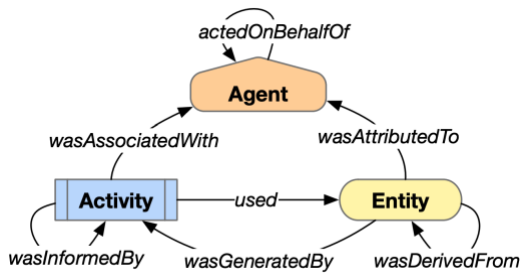 actedOnBehalfOf
Agent
wasAssociatedWith
wasAttributedTo
Activity
used
Entity
wasInformedBy
wasGeneratedBy
wasDerivedFrom